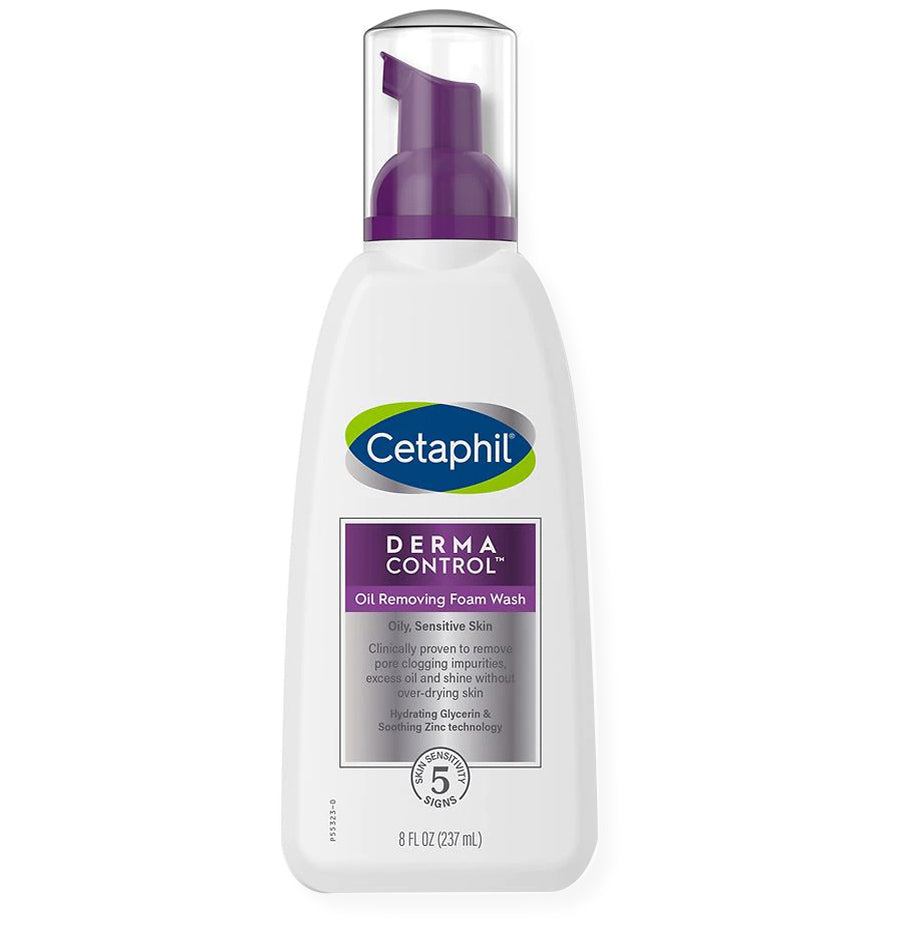 Cetaphil®
DERMA
CONTROL™
Oil Removing Foam Wash
Oily, Sensitive Skin
Clinically proven to remove
pore clogging impurities,
excess oil and shine without
over-drying skin
Hydrating Glycerin &
Soothing Zinc technology
SKIN SENSITIVITY
5
SIGNS
P55323-0
8 FL OZ (237 mL)